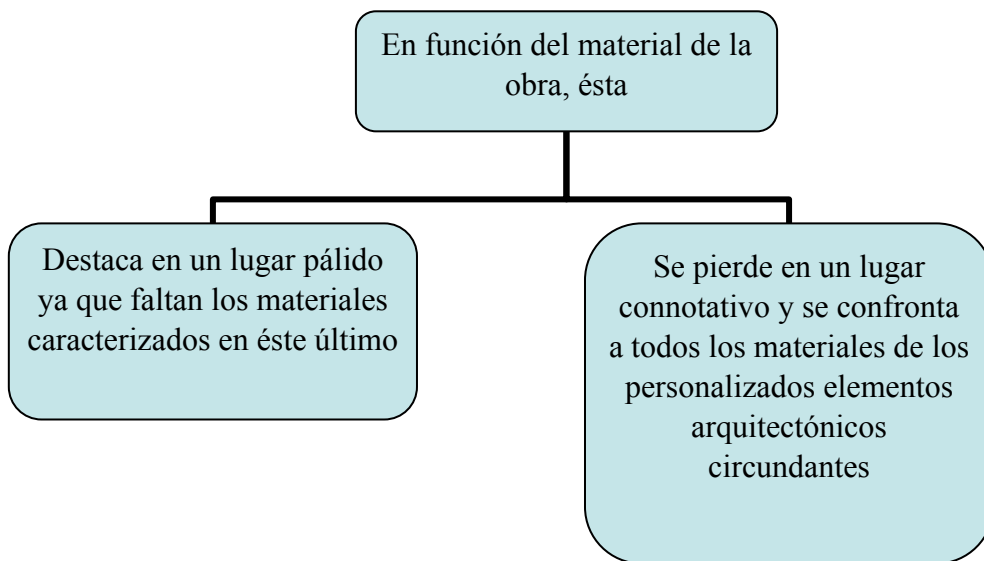 En función del material de la
obra, ésta
Destaca en un lugar pálido
ya que faltan los materiales
caracterizados en éste último
Se pierde en un lugar
connotativo y se confronta
a todos los materiales de los
personalizados elementos
arquitectónicos
circundantes